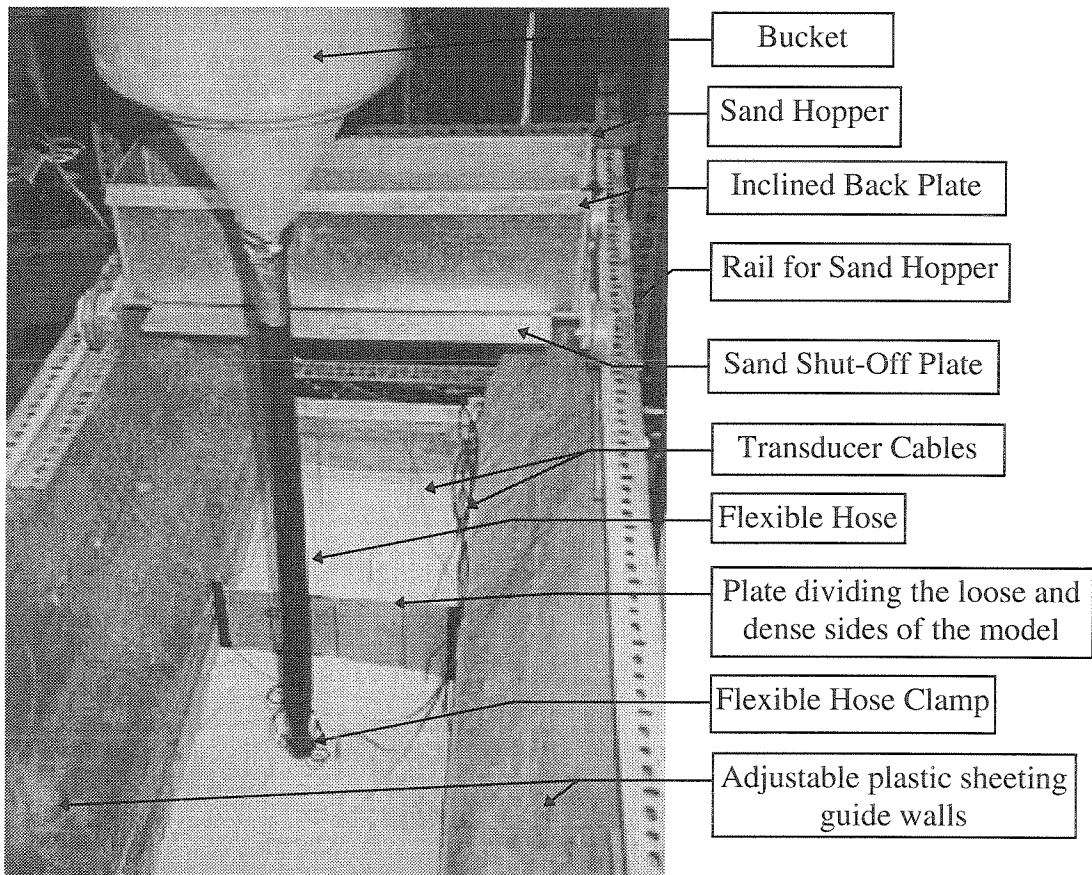 Bucket
Sand Hopper
Inclined Back Plate
Rail for Sand Hopper
Sand Shut-Off Plate
Transducer Cables
Flexible Hose
Plate dividing the loose and
dense sides of the model
Flexible Hose Clamp
Adjustable plastic sheeting
guide walls